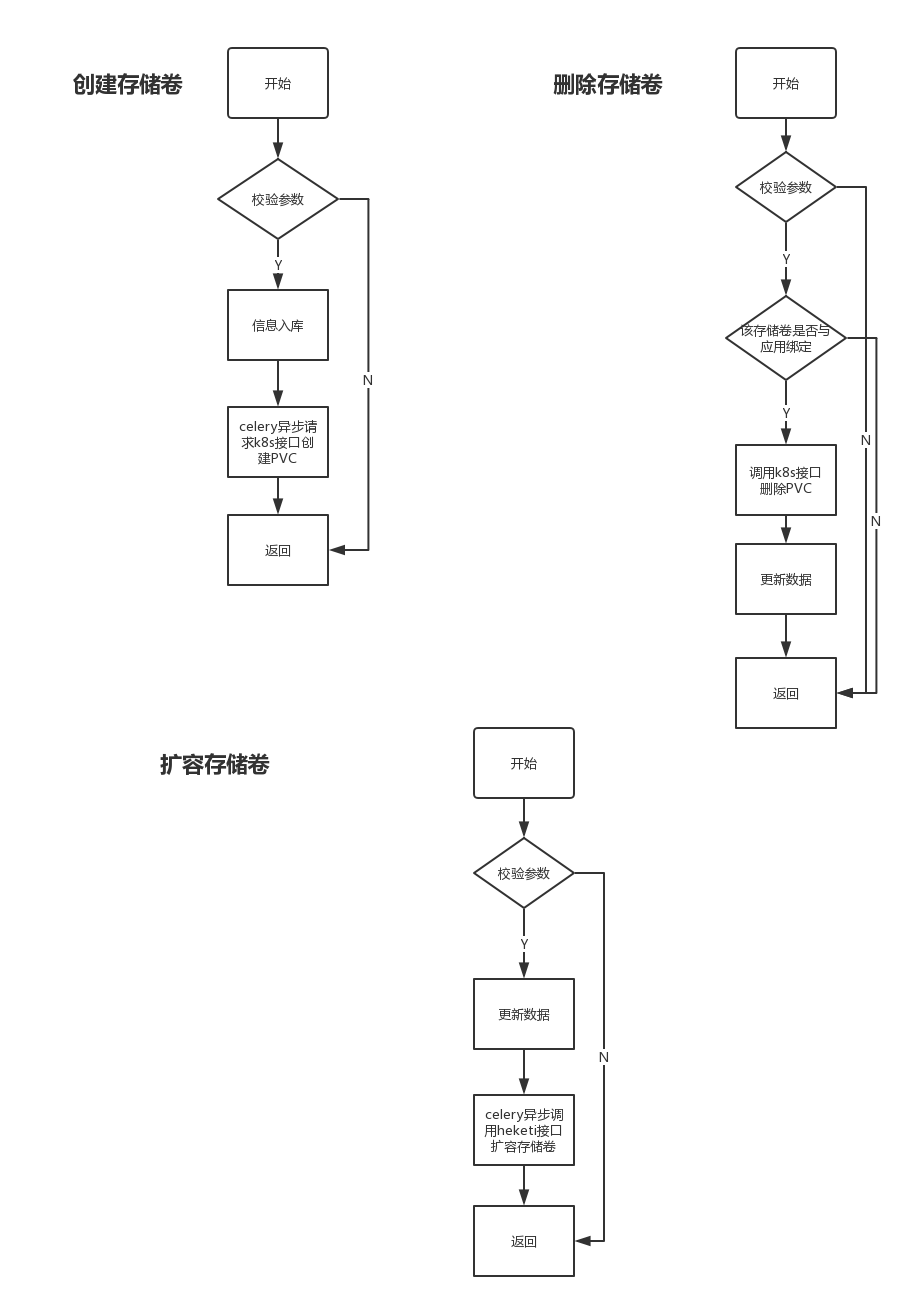 创建存储卷
开始
校验参数
Y
信息入库
N
celery异步请
求k8s接口创
建PVC
返回
删除存储卷
开始
校验参数
Y
该存储卷是否与
应用绑定
Y
N
调用k8s接口
删除PVC
N
更新数据
返回
扩容存储卷
开始
校验参数
Y
更新数据
N
celery异步调
用heketi接口
扩容存储卷
返回